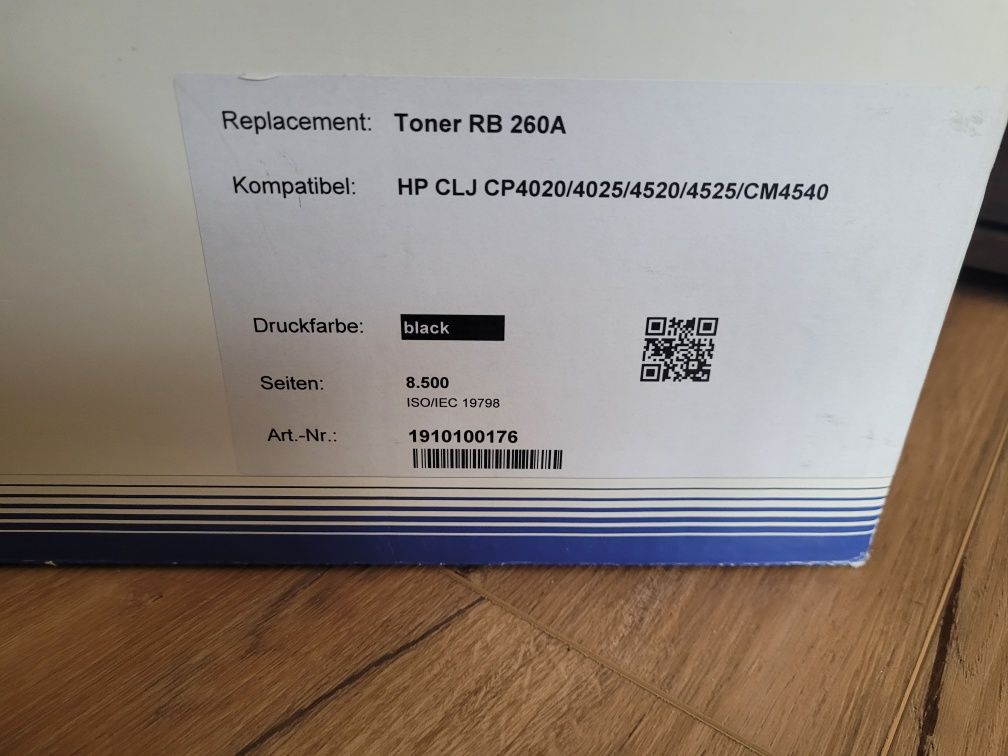 Replacement: Toner RB 260A
Kompatibel: HP CLJ CP4020/4025/4520/4525/CM4540
Druckfarbe: black
Seiten: 8.500
ISO/IEC 19798
Art.-Nr.: 1910100176